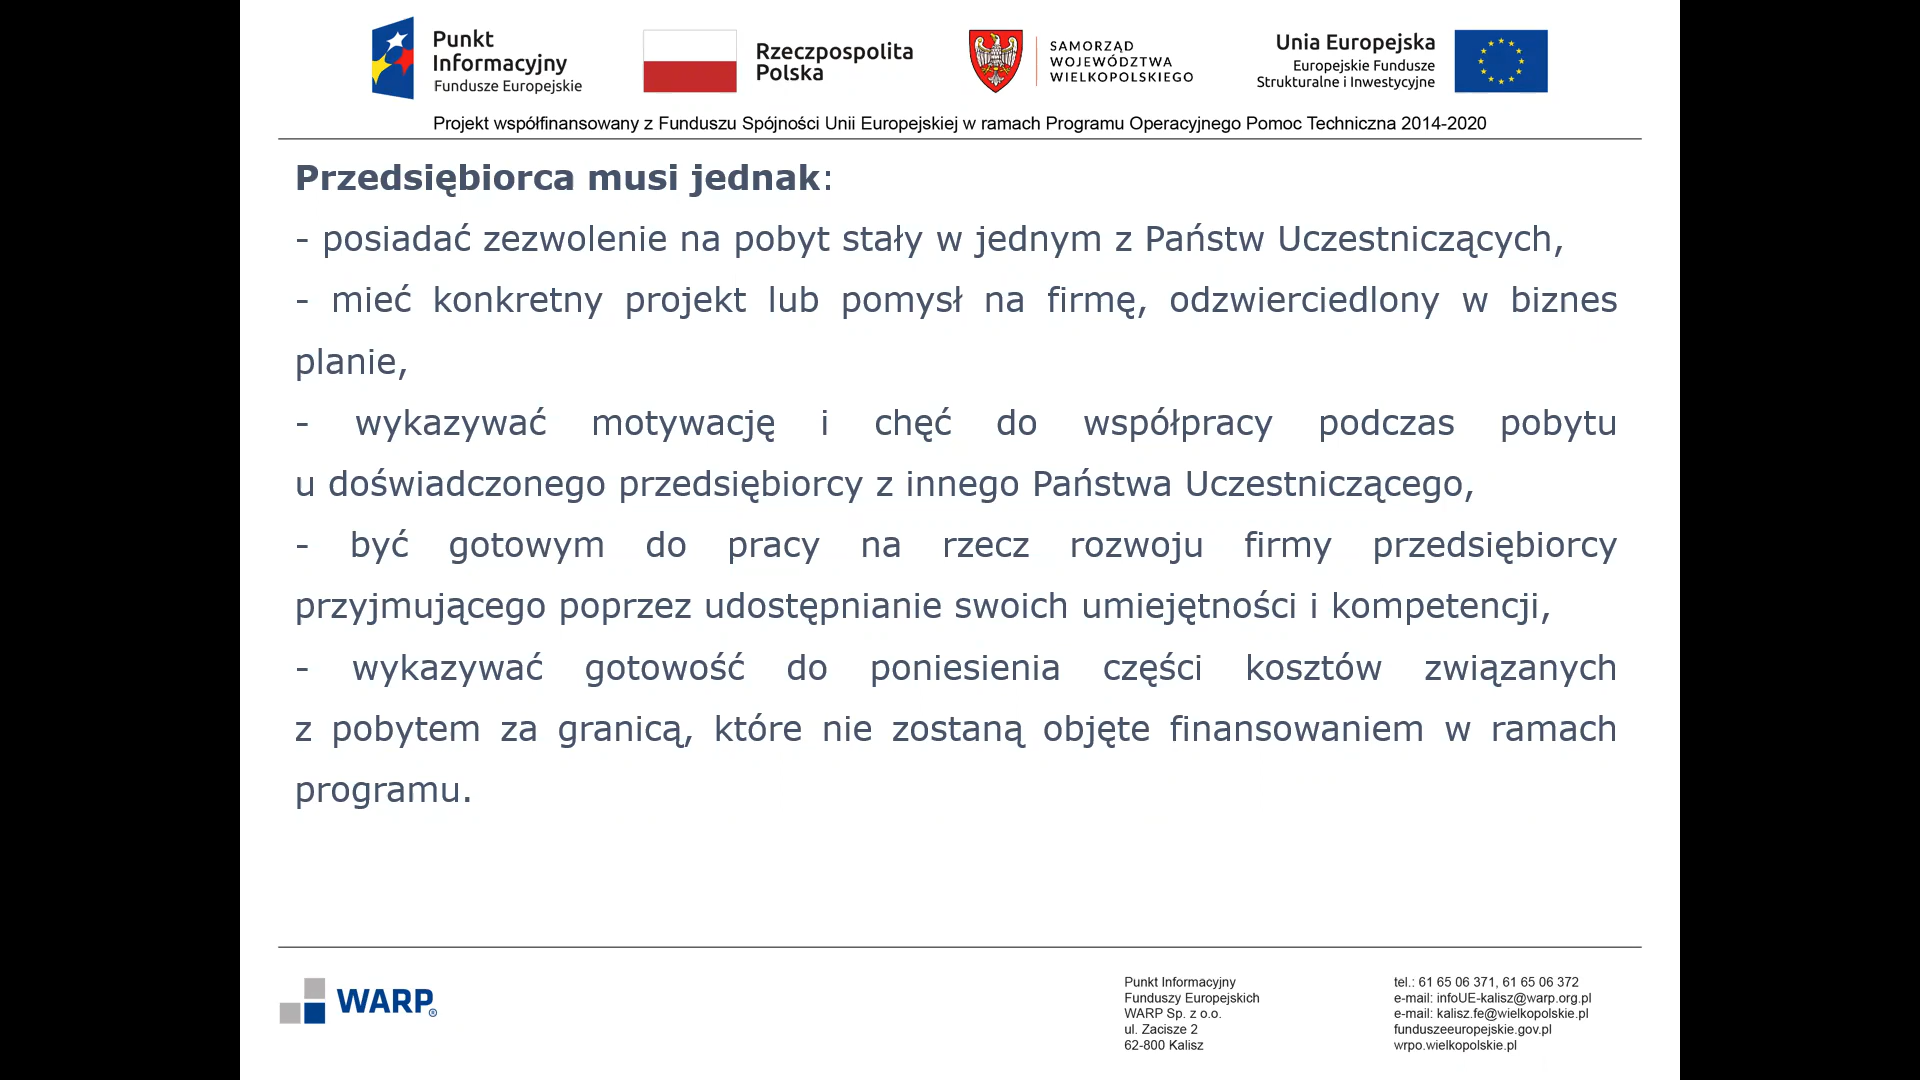 Punkt
Informacyjny
Fundusze Europejskie
Rzeczpospolita
Polska
SAMORZĄD
WOJEWÓDZTWA
WIELKOPOLSKIEGO
Unia Europejska
Europejskie Fundusze
Strukturalne i Inwestycyjne
Projekt współfinansowany z Funduszu Spójności Unii Europejskiej w ramach Programu Operacyjnego Pomoc Techniczna 2014-2020
Przedsiębiorca musi jednak:
- posiadać zezwolenie na pobyt stały w jednym z Państw Uczestniczących,
- mieć konkretny projekt lub pomysł na firmę, odzwierciedlony w biznes
planie,
- wykazywać motywację i chęć do współpracy podczas pobytu
u doświadczonego przedsiębiorcy z innego Państwa Uczestniczącego,
- być gotowym do pracy na rzecz rozwoju firmy przedsiębiorcy
przyjmującego poprzez udostępnianie swoich umiejętności i kompetencji,
- wykazywać gotowość do poniesienia części kosztów związanych
z pobytem za granicą, które nie zostaną objęte finansowaniem w ramach
programu.
WARP®
Punkt Informacyjny
Funduszy Europejskich
WARP Sp. z o.o.
ul. Zacisze 2
62-800 Kalisz
tel.: 61 65 06 371, 61 65 06 372
e-mail: infoUE-kalisz@warp.org.pl
e-mail: kalisz.fe@wielkopolskie.pl
funduszeeuropejskie.gov.pl
wrpo.wielkopolskie.pl